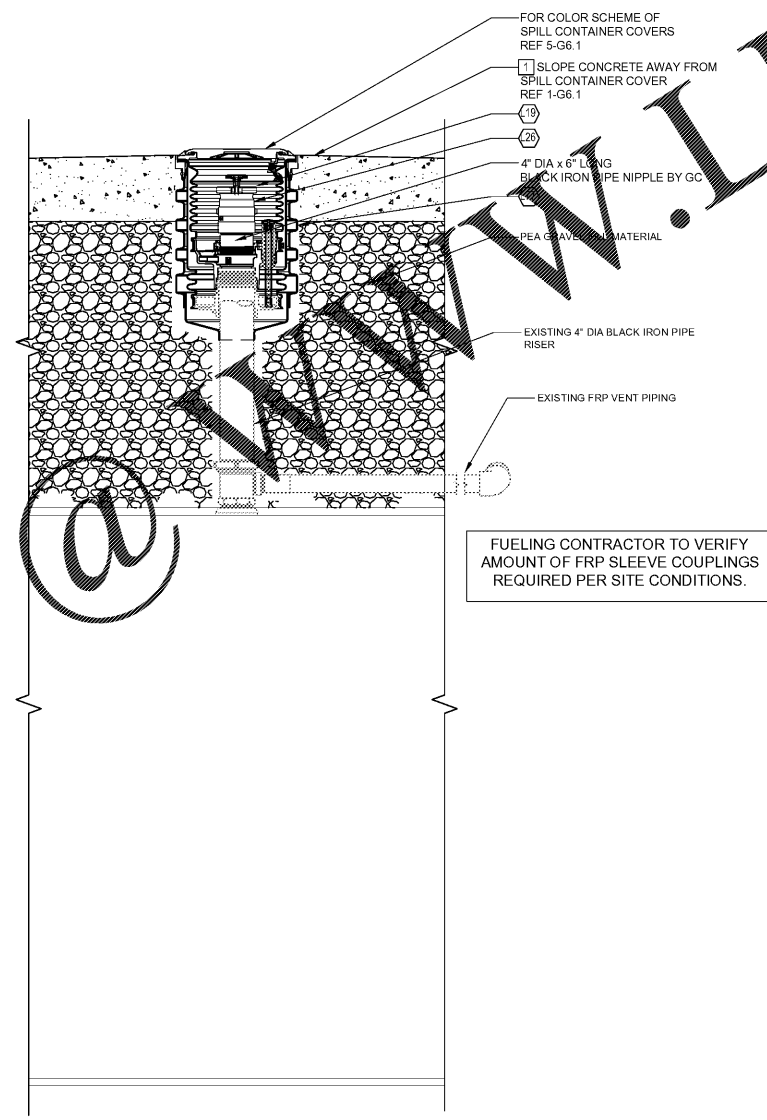 FOR COLOR SCHEME OF
SPILL CONTAINER COVERS
REF 5-G6.1
1 SLOPE CONCRETE AWAY FROM
SPILL CONTAINER COVER
REF 1-G6.1
L19
L26
4" DIA x 6" LONG
BLACK IRON PIPE NIPPLE BY GC
PEA GRAVEL FILL MATERIAL
EXISTING 4" DIA BLACK IRON PIPE
RISER
EXISTING FRP VENT PIPING
FUELING CONTRACTOR TO VERIFY
AMOUNT OF FRP SLEEVE COUPLINGS
REQUIRED PER SITE CONDITIONS.
@ WWW.